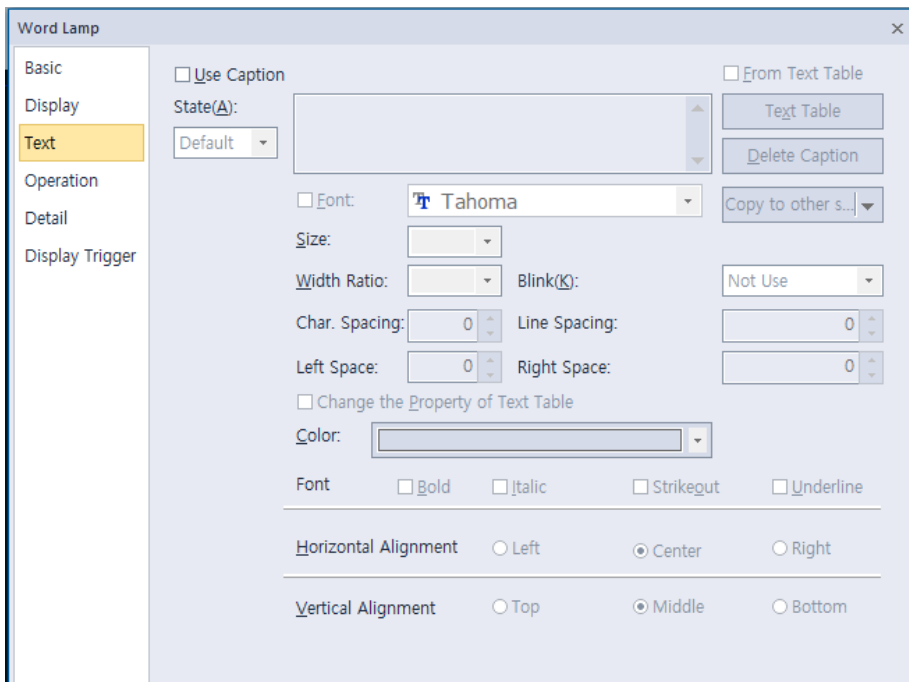 Word Lamp
Basic
Display
Text
Operation
Detail
Display Trigger
Use Caption
From Text Table
State(A):
Text Table
Default
Delete Caption
Font:
Tahoma
Copy to other s...
Size:
Width Ratio:
Blink(K):
Not Use
Char. Spacing:
0
Line Spacing:
0
Left Space:
0
Right Space:
0
Change the Property of Text Table
Color:
Font
Bold
Italic
Strikeout
Underline
Horizontal Alignment
Left
Center
Right
Vertical Alignment
Top
Middle
Bottom